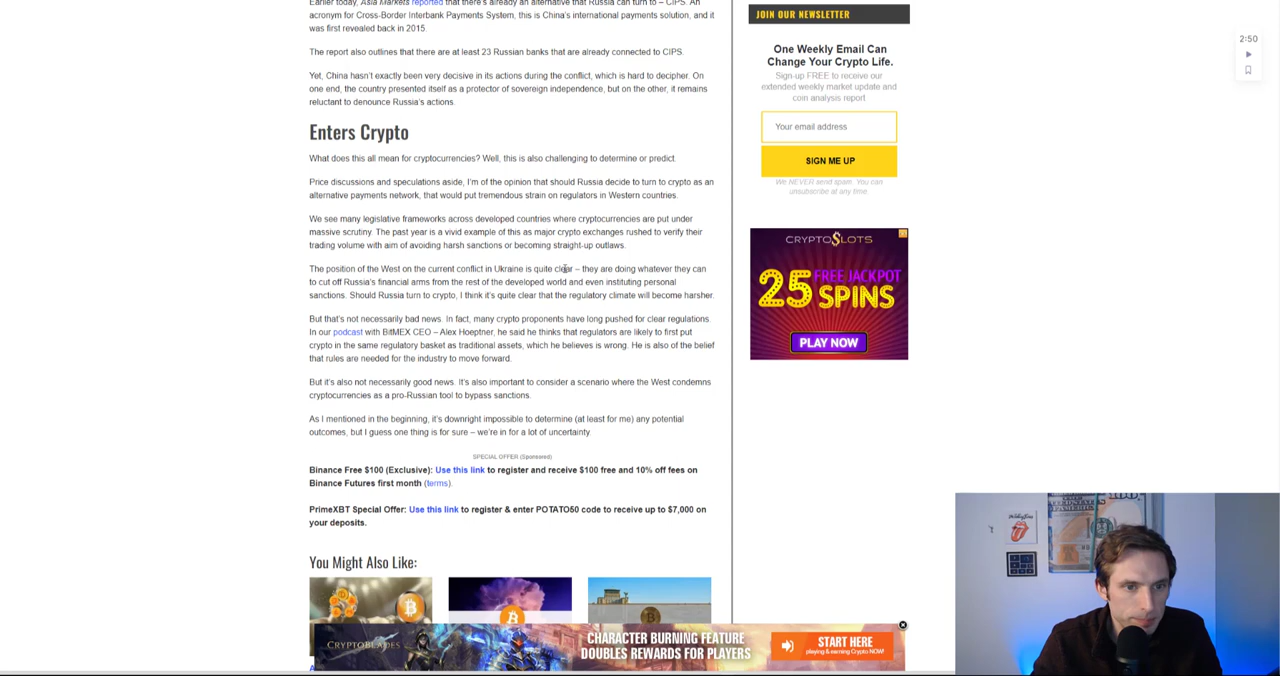 Earlier today, Asia Markets reported that there's already an alternative that Russia can turn to – CIPS. An
acronym for Cross-Border Interbank Payments System, this is China's international payments solution, and it
was first revealed back in 2015.
The report also outlines that there are at least 23 Russian banks that are already connected to CIPS.
Yet, China hasn't exactly been very decisive in its actions during the conflict, which is hard to decipher. On
one end, the country presented itself as a protector of sovereign independence, but on the other, it remains
reluctant to denounce Russia's actions.
Enters Crypto
What does this all mean for cryptocurrencies? Well, this is also challenging to determine or predict.
Price discussions and speculations aside, I'm of the opinion that should Russia decide to turn to crypto as an
alternative payments network, that would put tremendous strain on regulators in Western countries.
We see many legislative frameworks across developed countries where cryptocurrencies are put under
massive scrutiny. The past year is a vivid example of this as major crypto exchanges rushed to verify their
trading volume with aim of avoiding harsh sanctions or becoming straight-up outlaws.
The position of the West on the current conflict in Ukraine is quite clear – they are doing whatever they can
to cut off Russia's financial arms from the rest of the developed world and even instituting personal
sanctions. Should Russia turn to crypto, I think it's quite clear that the regulatory climate will become harsher.
But that's not necessarily bad news. In fact, many crypto proponents have long pushed for clear regulations.
In our podcast with BitMEX CEO – Alex Hoeptner, he said he thinks that regulators are likely to first put
crypto in the same regulatory basket as traditional assets, which he believes is wrong. He is also of the belief
that rules are needed for the industry to move forward.
But it's also not necessarily good news. It's also important to consider a scenario where the West condemns
cryptocurrencies as a pro-Russian tool to bypass sanctions.
As I mentioned in the beginning, it's downright impossible to determine (at least for me) any potential
outcomes, but I guess one thing is for sure – we're in for a lot of uncertainty.
SPECIAL OFFER (Sponsored)
Binance Free $100 (Exclusive): Use this link to register and receive $100 free and 10% off fees on
Binance Futures first month (terms).
PrimeXBT Special Offer: Use this link to register & enter POTATO50 code to receive up to $7,000 on
your deposits.
You Might Also Like:
JOIN OUR NEWSLETTER
One Weekly Email Can
Change Your Crypto Life.
Sign-up FREE to receive our
extended weekly market update and
coin analysis report
Your email address
SIGN ME UP
We NEVER send spam. You can
unsubscribe at any time.
CRYPTOSLOTS
25 FREE JACKPOT
SPINS
PLAY NOW
2:50
CRYPTOBLADES
CHARACTER BURNING FEATURE
DOUBLES REWARDS FOR PLAYERS
START HERE
playing & earning Crypto NOW!